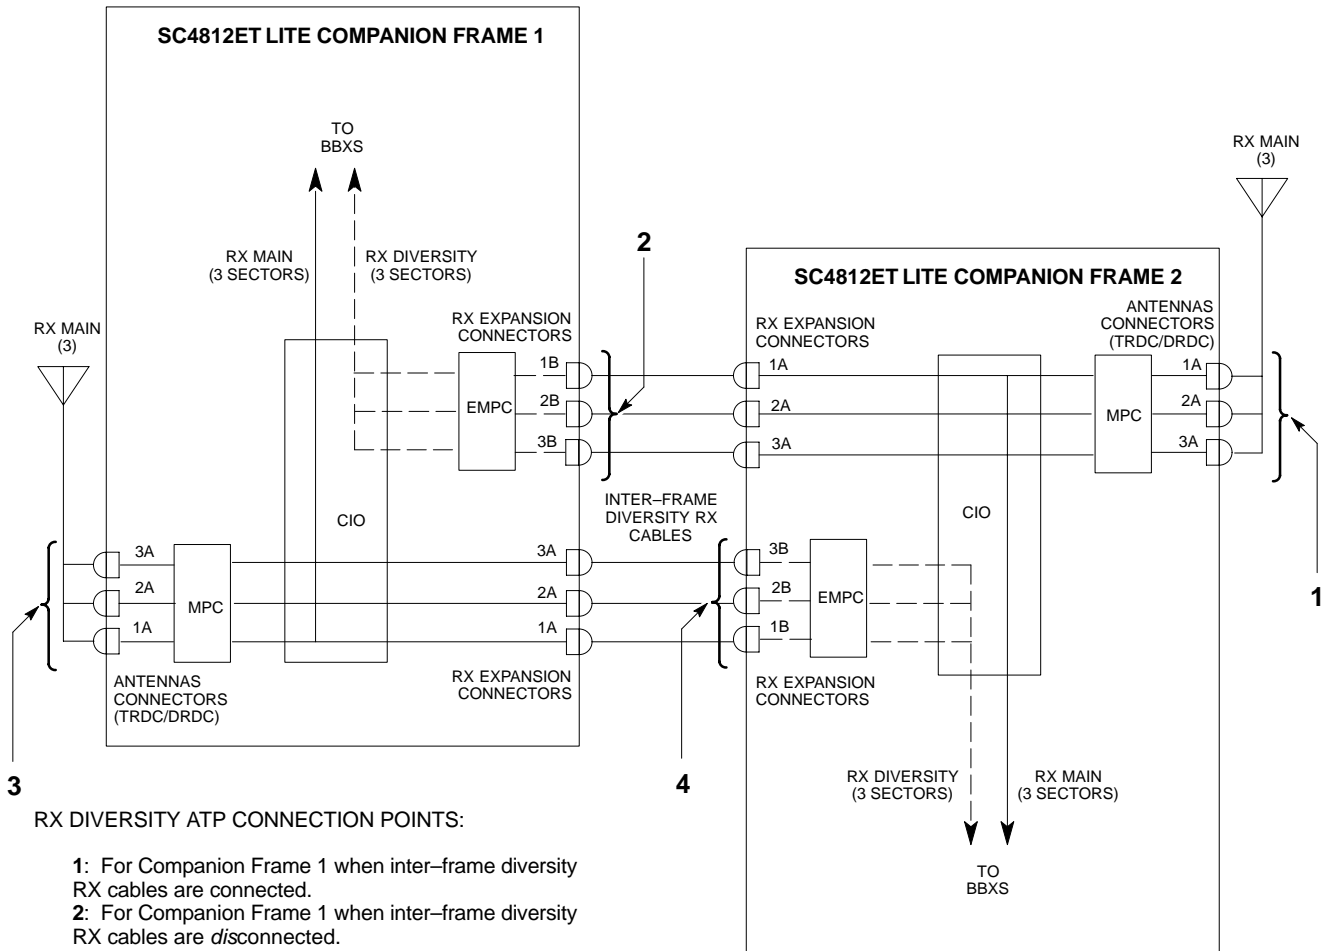 SC4812ET LITE COMPANION FRAME 1
TO
BBXS
RX MAIN
(3 SECTORS)
RX DIVERSITY
(3 SECTORS)
2
RX MAIN
(3)
SC4812ET LITE COMPANION FRAME 2
RX MAIN
(3)
RX EXPANSION
CONNECTORS
RX EXPANSION
CONNECTORS
ANTENNAS
CONNECTORS
(TRDC/DRDC)
1B
2B
3B
EMPC
1A
2A
3A
MPC
1A
2A
3A
1
INTER–FRAME
DIVERSITY RX
CABLES
CIO
CIO
3A
2A
1A
MPC
3A
2A
1A
3B
2B
1B
EMPC
ANTENNAS
CONNECTORS
(TRDC/DRDC)
RX EXPANSION
CONNECTORS
RX EXPANSION
CONNECTORS
3
4
RX DIVERSITY
(3 SECTORS)
RX MAIN
(3 SECTORS)
TO
BBXS
RX DIVERSITY ATP CONNECTION POINTS:
1: For Companion Frame 1 when inter–frame diversity
RX cables are connected.
2: For Companion Frame 1 when inter–frame diversity
RX cables are disconnected.